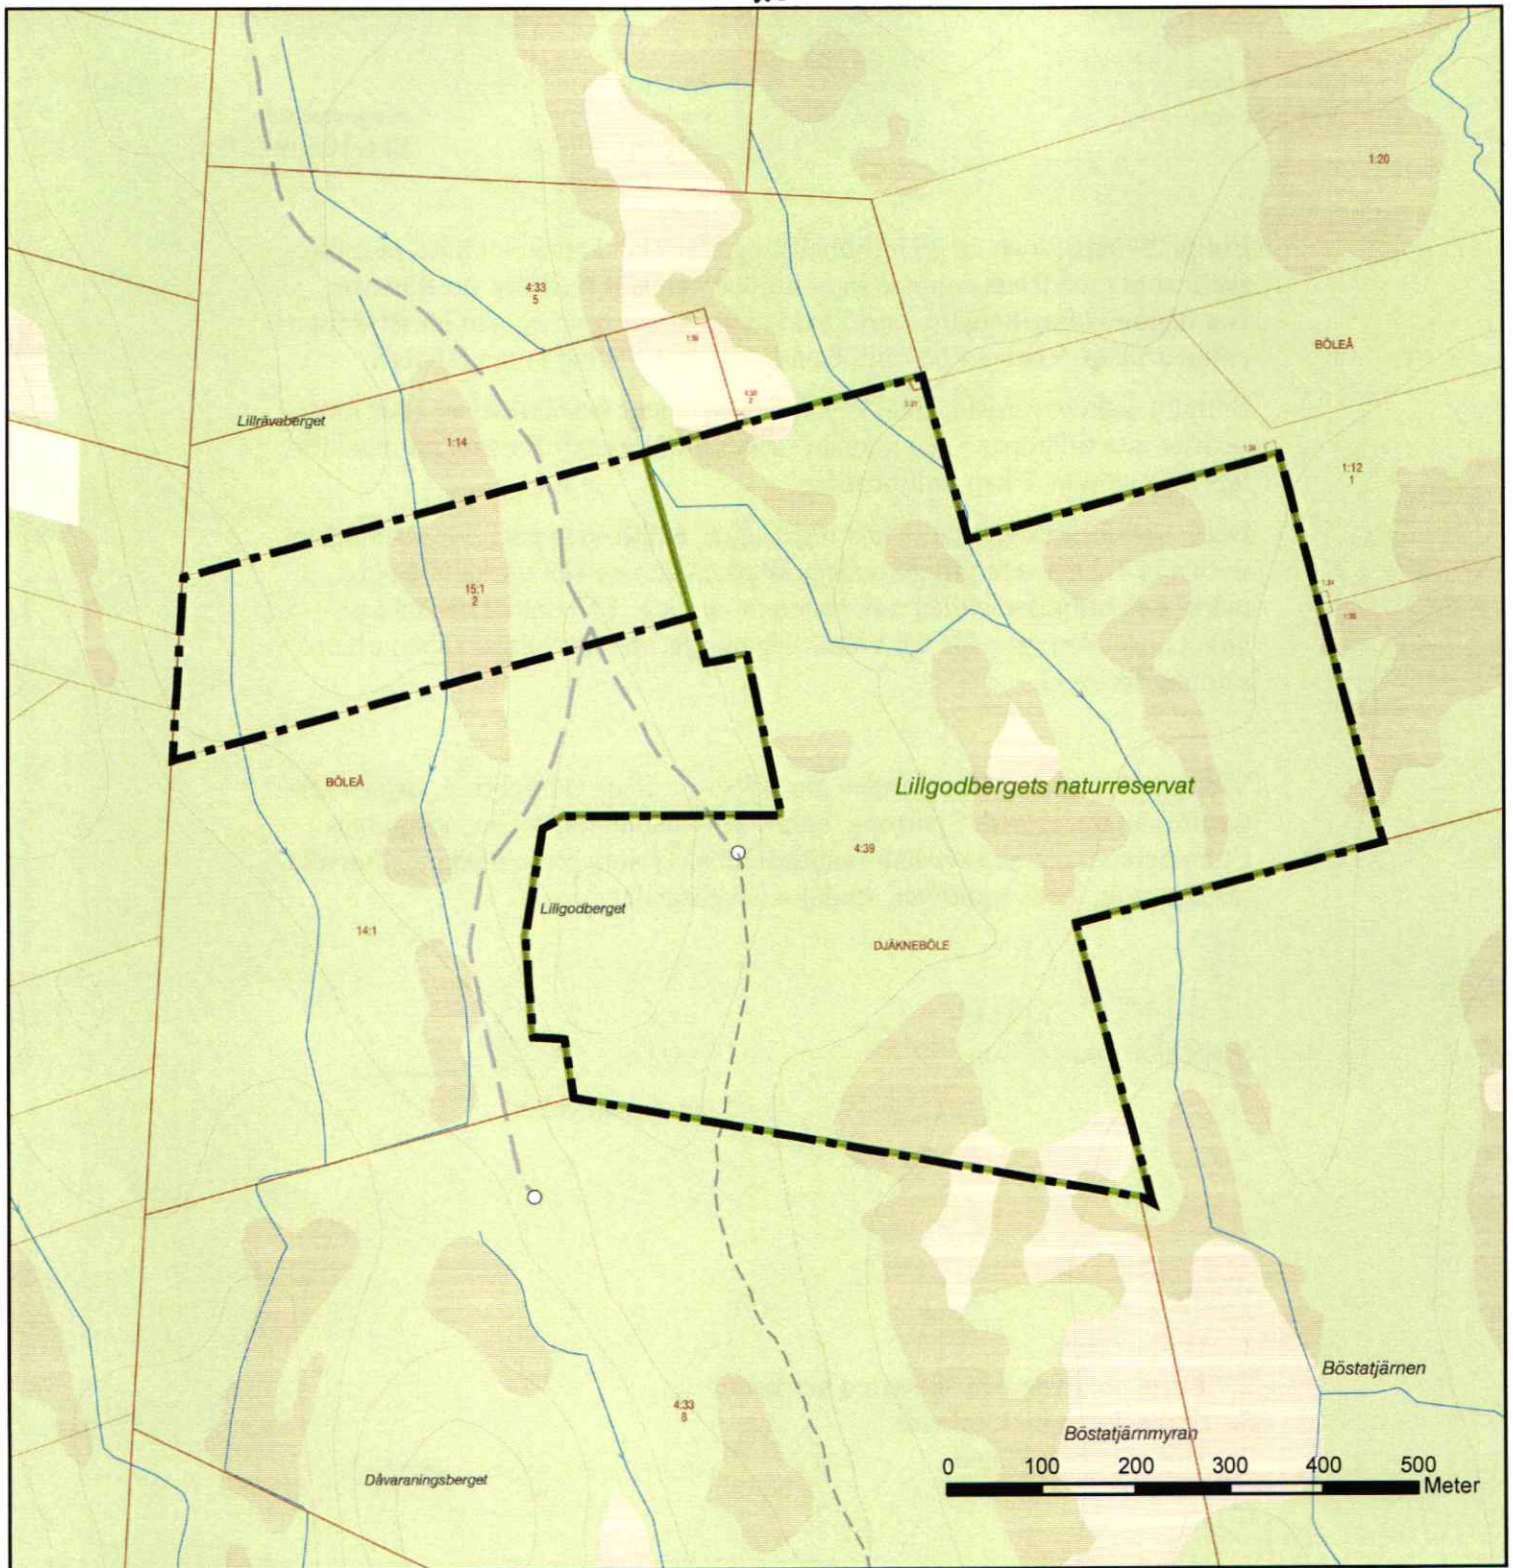 1:20
4:33
5
BÖLEÅ
Lillrävaberget
1:14
1:12
1
15:1
2
BÖLEÅ
Lillgodbergets naturreservat
4:39
Lillgodberget
14:1
DJÄKNEBÖLE
Böstatjärnen
4:33
8
Böstatjärnmyran
Dåvaraningsberget
0 100 200 300 400 500
Meter